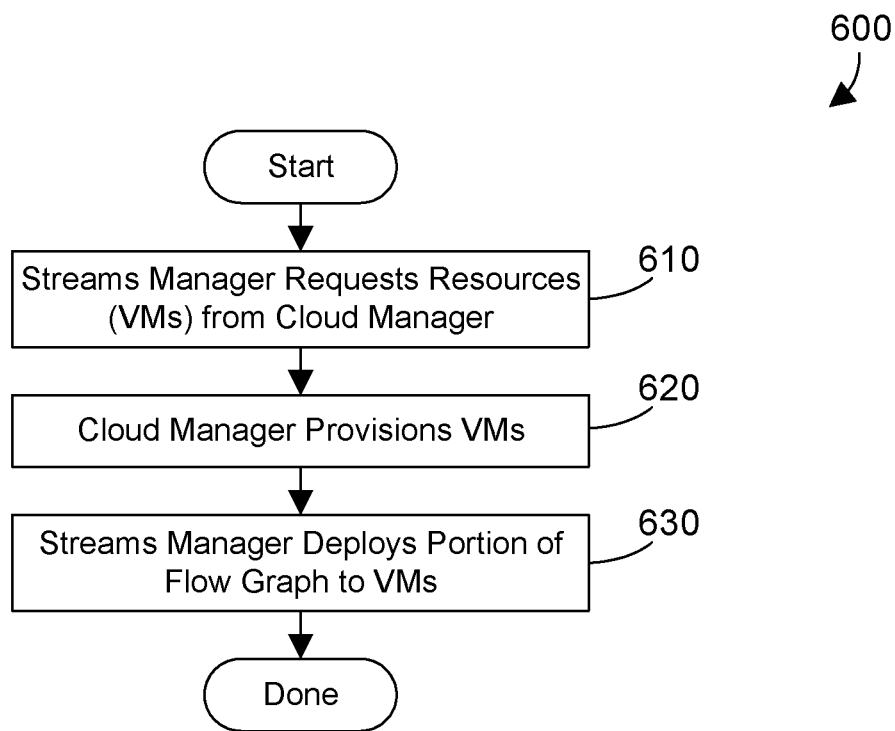 600
Start
Streams Manager Requests Resources
(VMs) from Cloud Manager
610
Cloud Manager Provisions VMs
620
Streams Manager Deploys Portion of
Flow Graph to VMs
630
Done